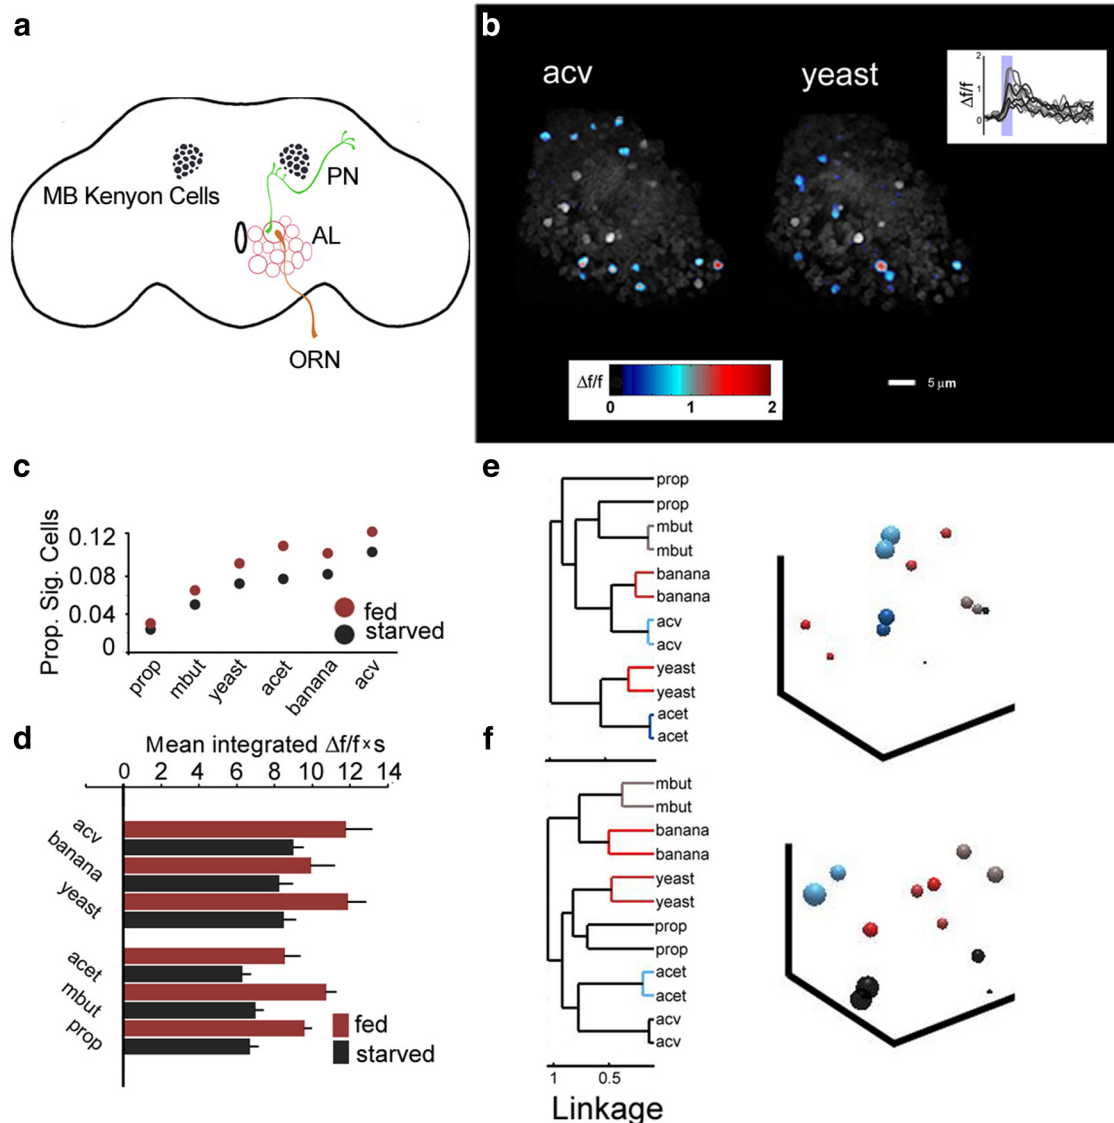 a
MB Kenyon Cells
PN
AL
ORN
b
acv
yeast
Δf/f
2
1
0
Δf/f
0
1
2
5 μm
c
Prop. Sig. Cells
0.12
0.08
0.04
0
fed
starved
prop
mbut
yeast
acet
banana
acv
d
Mean integrated Δf/f×s
0 2 4 6 8 10 12 14
acv
banana
yeast
acet
mbut
prop
fed
starved
e
prop
prop
mbut
mbut
banana
banana
acv
acv
yeast
yeast
acet
acet
f
mbut
mbut
banana
banana
yeast
yeast
prop
prop
acet
acet
acv
acv
1 0.5
Linkage